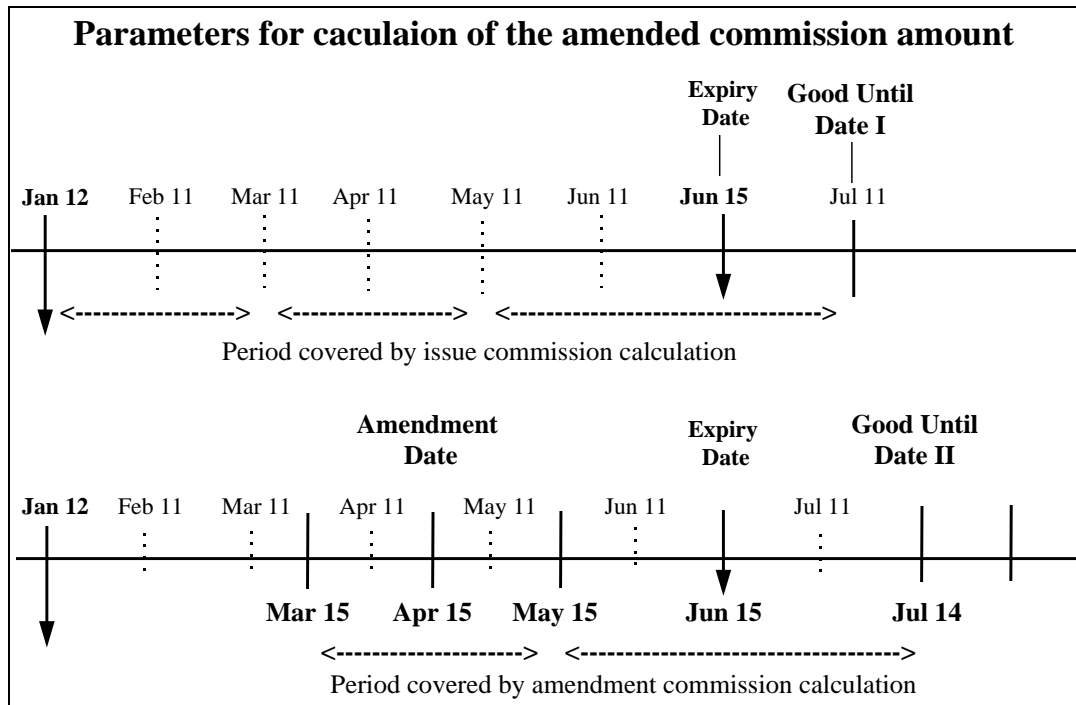 Parameters for caculaion of the amended commission amount
Expiry
Date
Good Until
Date I
Jan 12 Feb 11 Mar 11 Apr 11 May 11 Jun 11 Jun 15 Jul 11
<------------------> <-----------------> <-------------------------------->
Period covered by issue commission calculation
Amendment
Date
Expiry
Date
Good Until
Date II
Jan 12 Feb 11 Mar 11 Apr 11 May 11 Jun 11 Jul 11
Mar 15 Apr 15 May 15 Jun 15 Jul 14
<---------------------> <---------------------------------->
Period covered by amendment commission calculation